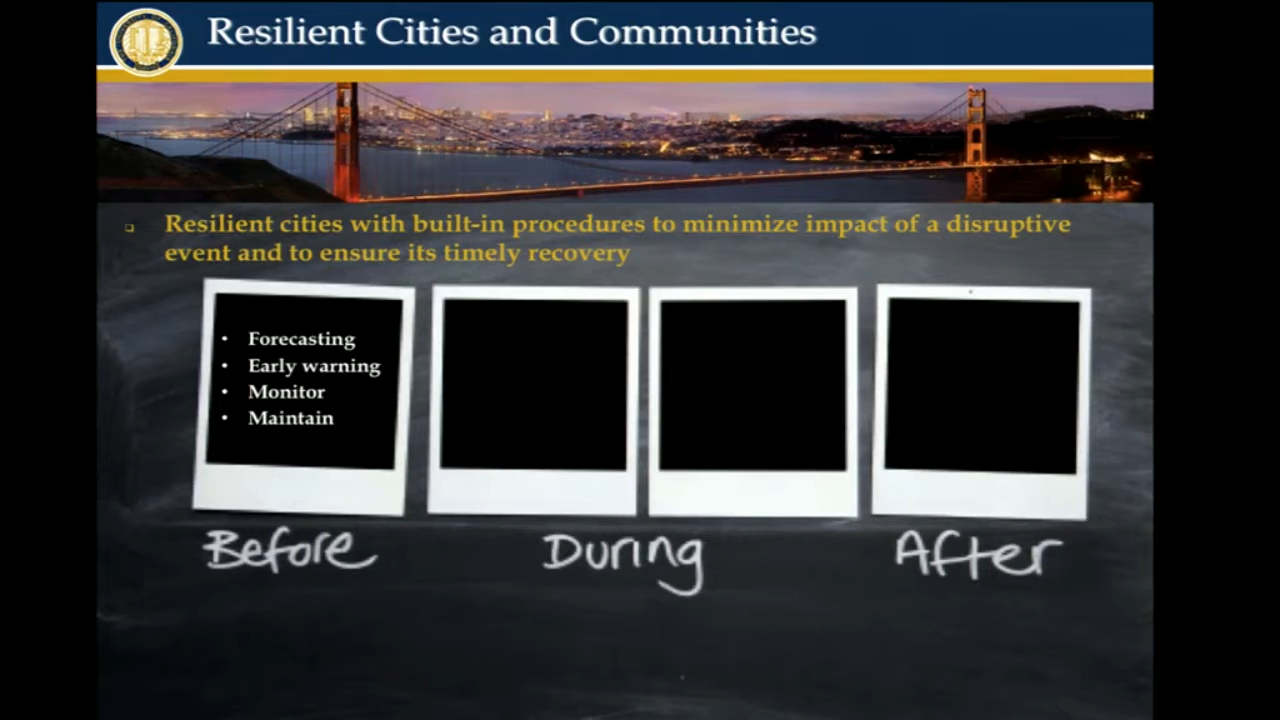 Resilient Cities and Communities
Resilient cities with built-in procedures to minimize impact of a disruptive
event and to ensure its timely recovery
• Forecasting
• Early warning
• Monitor
• Maintain
Before During After